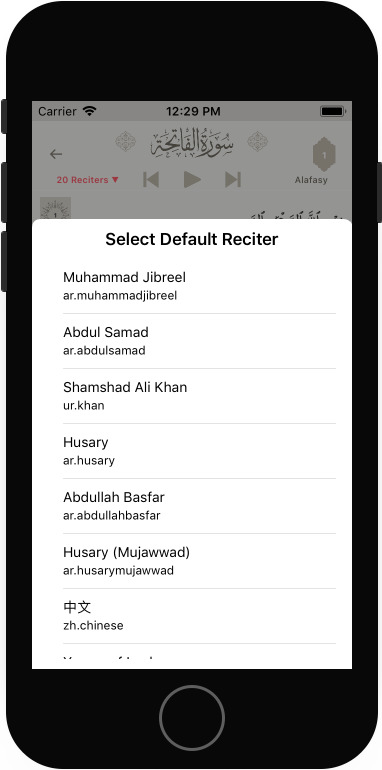 Carrier 12:29 PM
سورة الفاتحة
1
20 Reciters ▼
Alafasy
1
Select Default Reciter
Muhammad Jibreel
ar.muhammadjibreel
Abdul Samad
ar.abdulsamad
Shamshad Ali Khan
ur.khan
Husary
ar.husary
Abdullah Basfar
ar.abdullahbasfar
Husary (Mujawwad)
ar.husarymujawwad
中文
zh.chinese